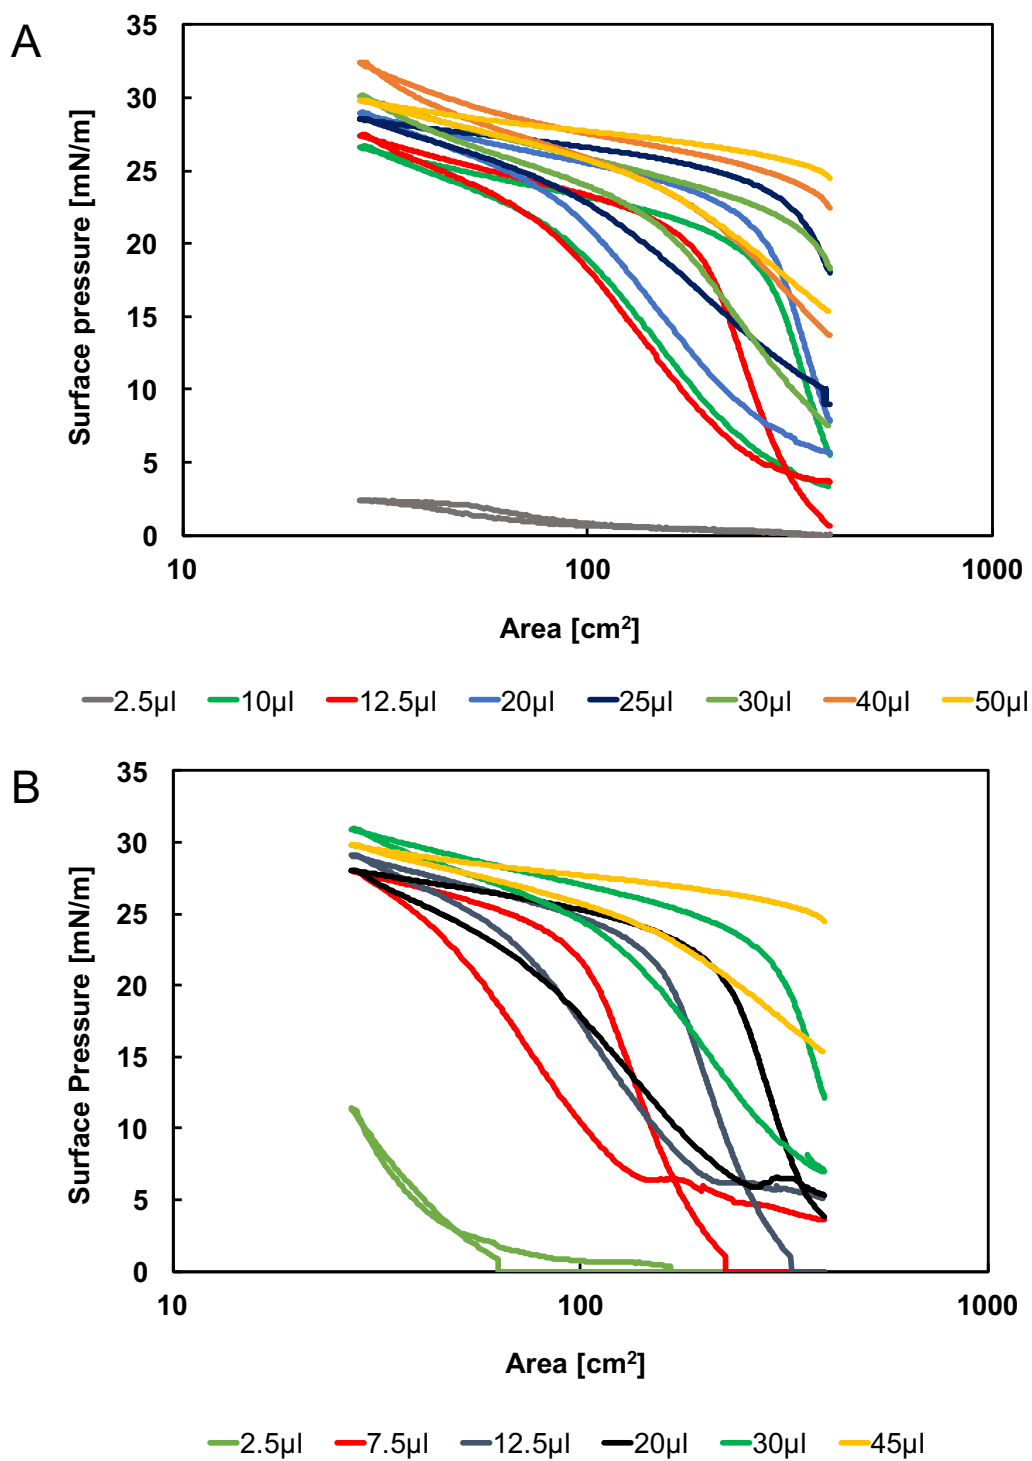 A
35
30
25
20
15
10
5
0
Surface pressure [mN/m]
10 100 1000
Area [cm²]
2.5µl 10µl 12.5µl 20µl 25µl 30µl 40µl 50µl
B
35
30
25
20
15
10
5
0
Surface Pressure [mN/m]
10 100 1000
Area [cm²]
2.5µl 7.5µl 12.5µl 20µl 30µl 45µl